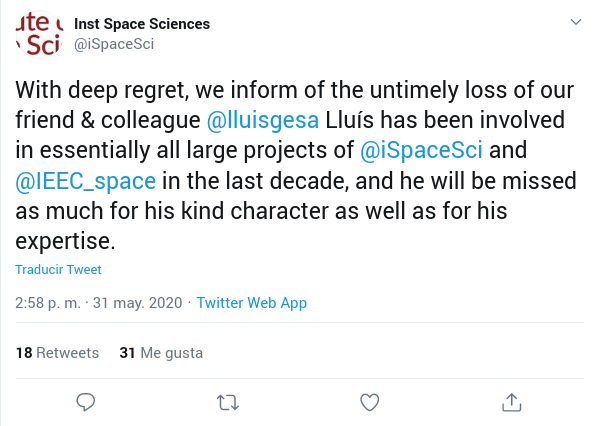 ute
Sci
Inst Space Sciences
@iSpaceSci
With deep regret, we inform of the untimely loss of our
friend & colleague @lluisgesa Lluís has been involved
in essentially all large projects of @iSpaceSci and
@IEEC_space in the last decade, and he will be missed
as much for his kind character as well as for his
expertise.
Traducir Tweet
2:58 p. m. · 31 may. 2020 · Twitter Web App
18 Retweets 31 Me gusta